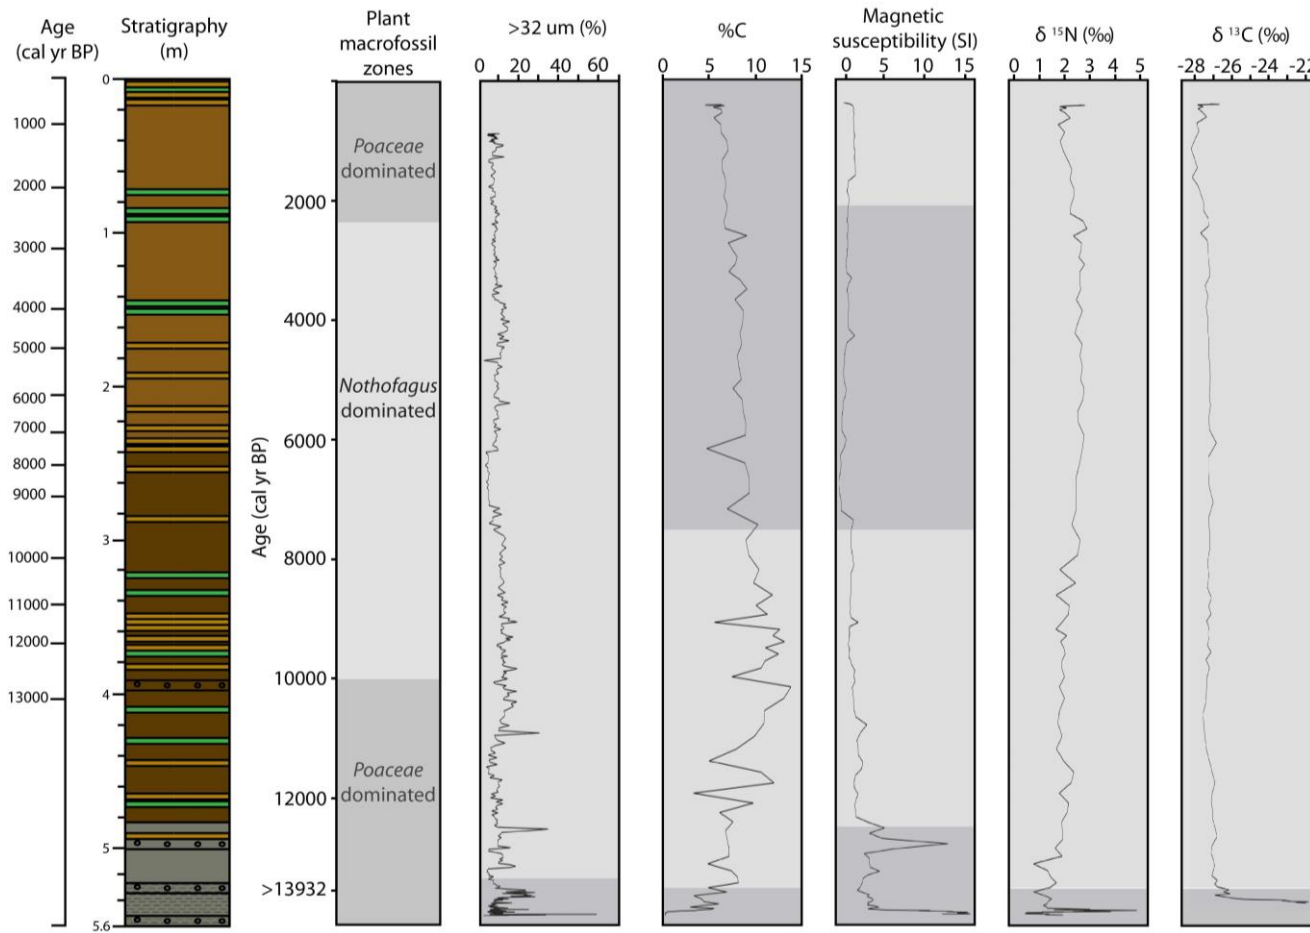 Age
(cal yr BP)
Stratigraphy
(m)
Plant
macrofossil
zones
>32 um (%)
%C
Magnetic
susceptibility (SI)
δ ¹⁵N (‰)
δ ¹³C (‰)
0 20 40 60
0 5 10 15
0 5 10 15
0 1 2 3 4 5
-28 -26 -24 -22
1000
2000
3000
4000
5000
6000
7000
8000
9000
10000
11000
12000
13000
0
1
2
3
4
5
5.6
Age (cal yr BP)
2000
4000
6000
8000
10000
12000
>13932
Poaceae
dominated
Nothofagus
dominated
Poaceae
dominated